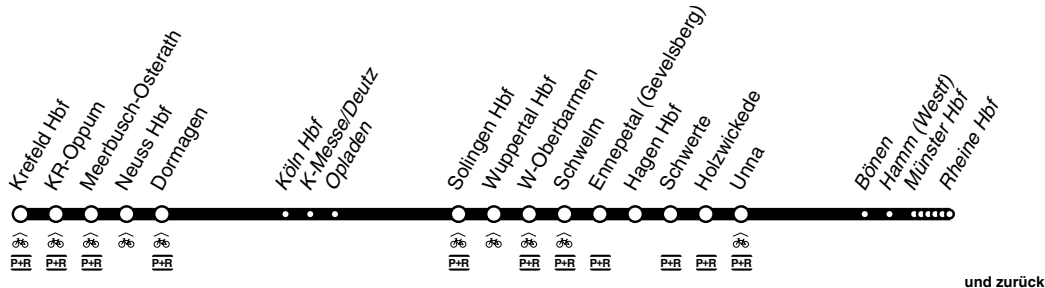 Krefeld Hbf
KR-Oppum
Meerbusch-Osterath
Neuss Hbf
Dormagen
Köln Hbf
K-Messe/Deutz
Opladen
Solingen Hbf
Wuppertal Hbf
W-Oberbarmen
Schwelm
Ennepetal (Gevelsberg)
Hagen Hbf
Schwerte
Holzwickede
Unna
Bönen
Hamm (Westf)
Münster Hbf
Rheine Hbf
P+R P+R P+R P+R P+R P+R P+R P+R P+R P+R P+R
und zurück